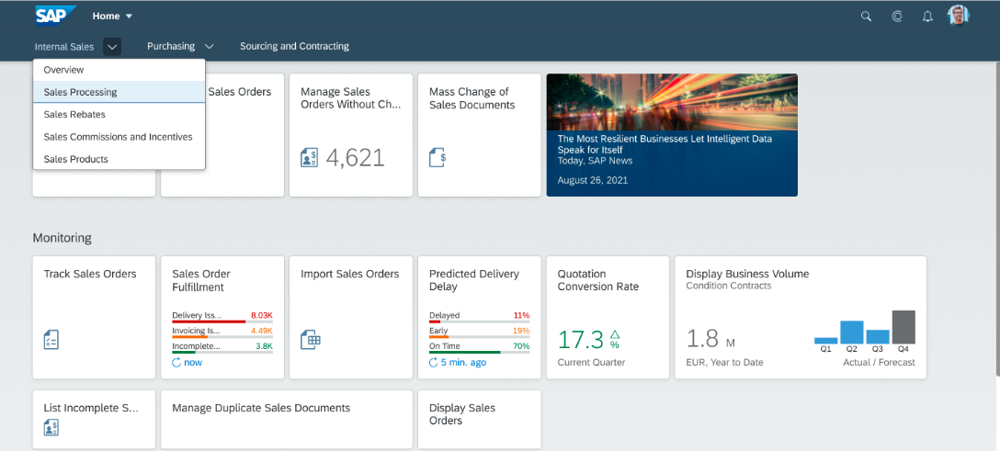 SAP
Home
Internal Sales
Purchasing
Sourcing and Contracting
Overview
Sales Processing
Sales Rebates
Sales Commissions and Incentives
Sales Products
Sales Orders
Manage Sales
Orders Without Ch...
4,621
Mass Change of
Sales Documents
The Most Resilient Businesses Let Intelligent Data
Speak for Itself
Today, SAP News
August 26, 2021
Monitoring
Track Sales Orders
Sales Order
Fulfillment
Delivery Iss... 8.03K
Invoicing Is... 4.49K
Incomplete... 3.8K
now
Import Sales Orders
Predicted Delivery
Delay
Delayed 11%
Early 19%
On Time 70%
5 min. ago
Quotation
Conversion Rate
17.3 %
Current Quarter
Display Business Volume
Condition Contracts
1.8 M
EUR, Year to Date
Q1 Q2 Q3 Q4
Actual / Forecast
List Incomplete S...
Manage Duplicate Sales Documents
Display Sales
Orders